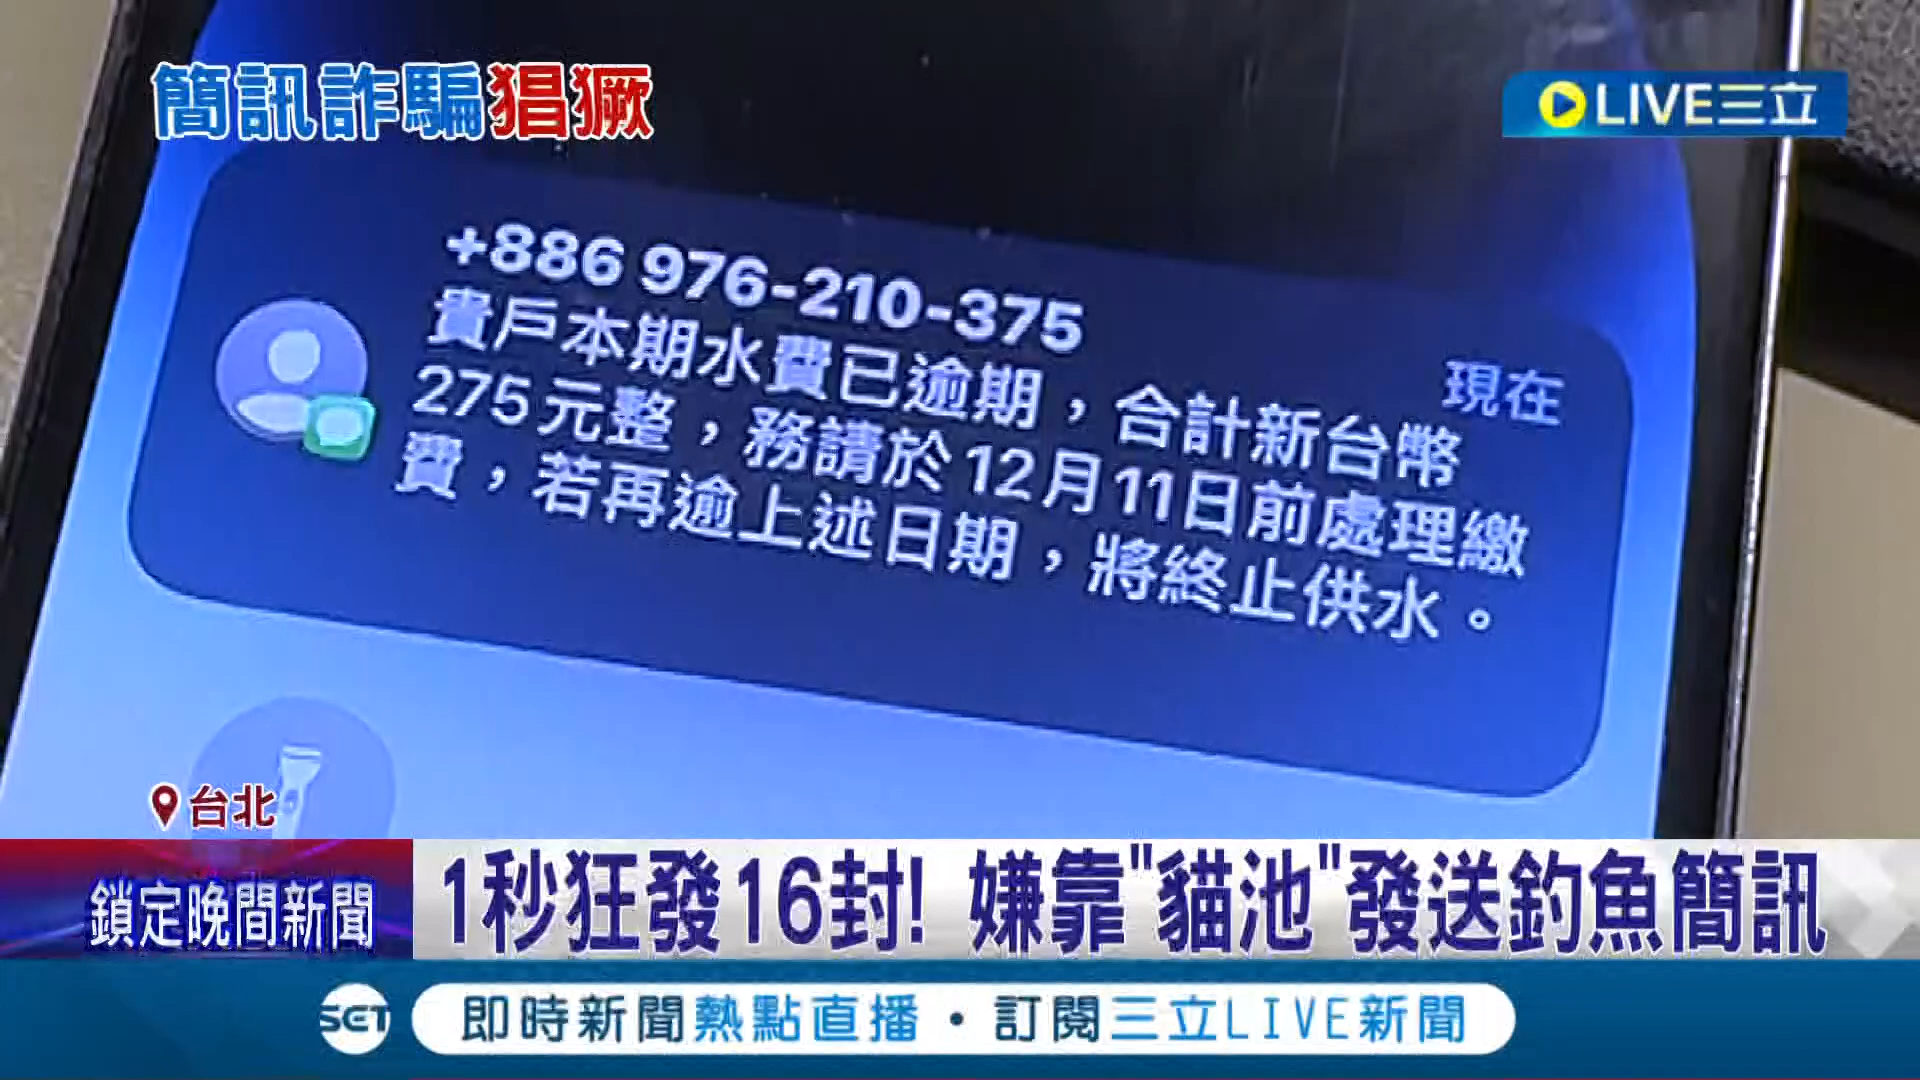 簡訊詐騙猖獗
LIVE三立
+886 976-210-375
現在
貴戶本期水費已逾期，合計新台幣
275元整，務請於12月11日前處理繳
費，若再逾上述日期，將終止供水。
台北
鎖定晚間新聞
1秒狂發16封! 嫌靠"貓池"發送釣魚簡訊
SET
即時新聞熱點直播・訂閱三立LIVE新聞